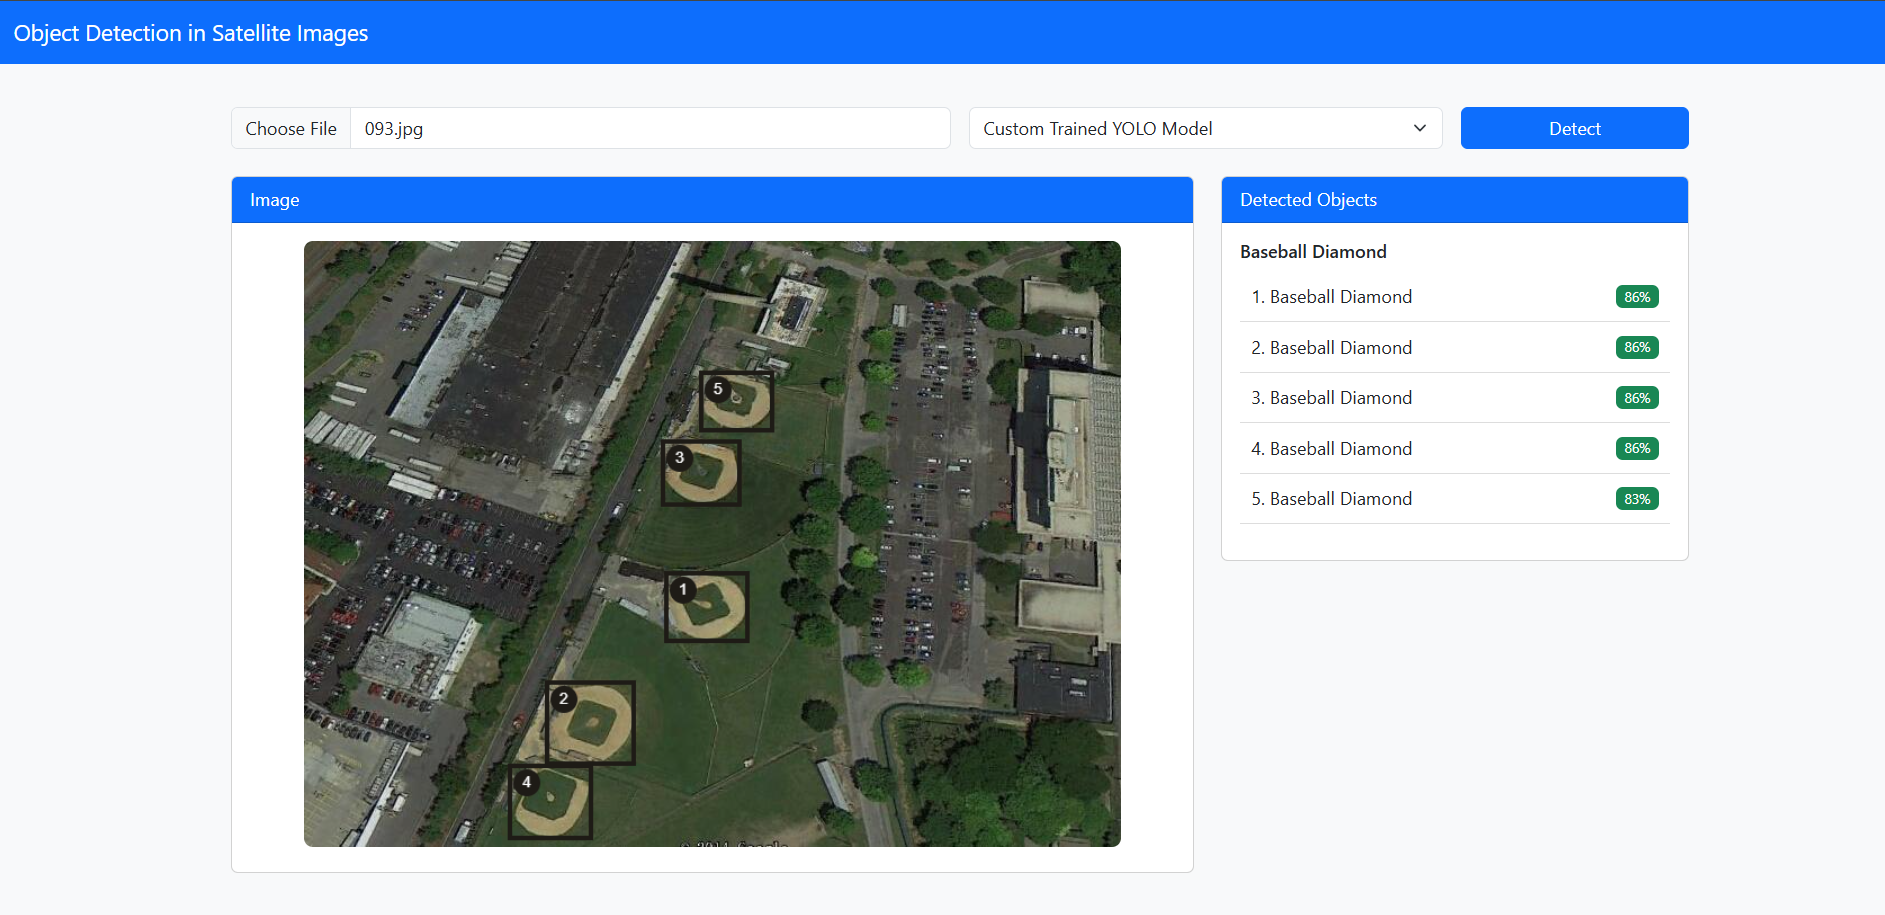 Object Detection in Satellite Images
Choose File 093.jpg Custom Trained YOLO Model Detect
Image
5
3
1
2
4
Detected Objects
Baseball Diamond
1. Baseball Diamond 86%
2. Baseball Diamond 86%
3. Baseball Diamond 86%
4. Baseball Diamond 86%
5. Baseball Diamond 83%